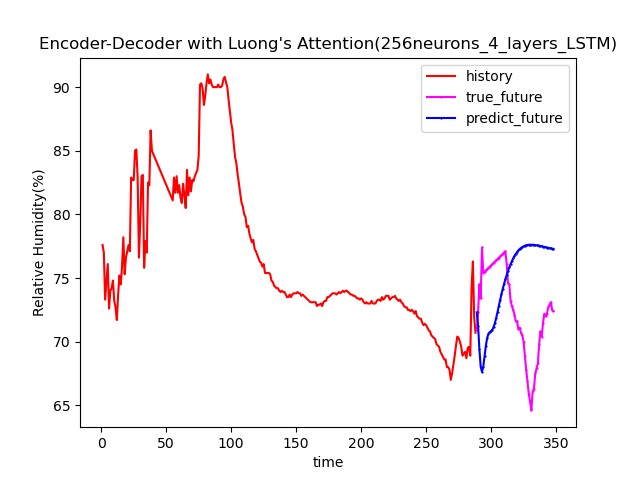 Encoder-Decoder with Luong's Attention(256neurons_4_layers_LSTM)
history
true_future
predict_future
Relative Humidity(%)
90
85
80
75
70
65
0 50 100 150 200 250 300 350
time